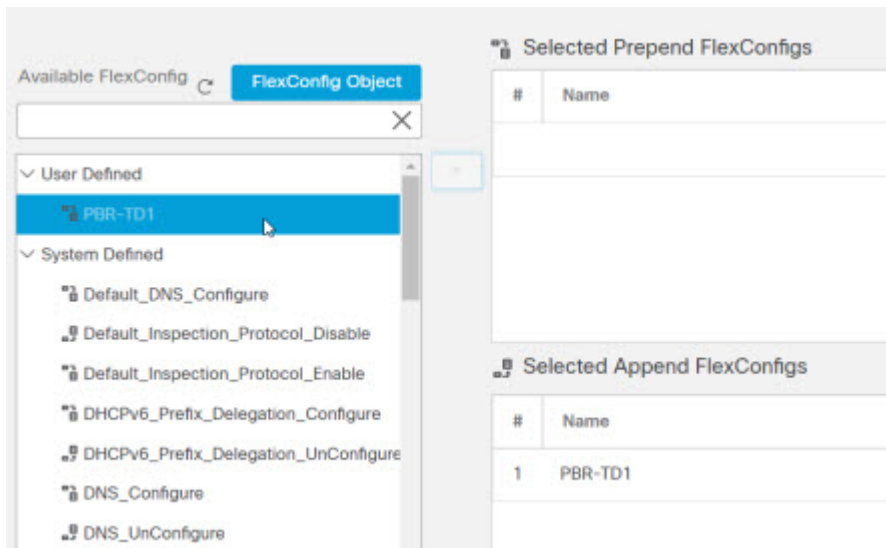 Available FlexConfig
FlexConfig Object
User Defined
PBR-TD1
System Defined
Default_DNS_Configure
Default_Inspection_Protocol_Disable
Default_Inspection_Protocol_Enable
DHCPv6_Prefix_Delegation_Configure
DHCPv6_Prefix_Delegation_UnConfigure
DNS_Configure
DNS_UnConfigure
Selected Prepend FlexConfigs
# Name
Selected Append FlexConfigs
# Name
1 PBR-TD1